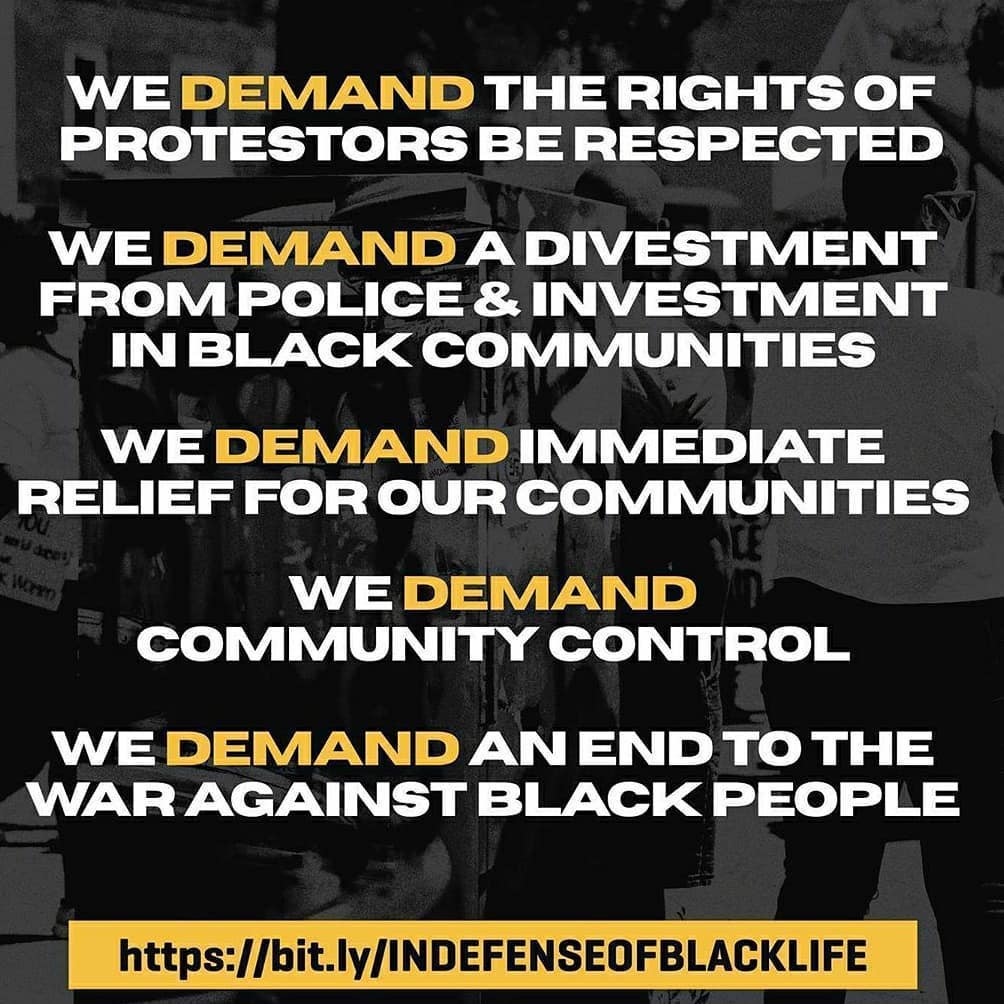 WE DEMAND THE RIGHTS OF
PROTESTORS BE RESPECTED
WE DEMAND A DIVESTMENT
FROM POLICE & INVESTMENT
IN BLACK COMMUNITIES
WE DEMAND IMMEDIATE
RELIEF FOR OUR COMMUNITIES
WE DEMAND
COMMUNITY CONTROL
WE DEMAND AN END TO THE
WAR AGAINST BLACK PEOPLE
YOU
Women
https://bit.ly/INDEFENSEOFBLACKLIFE